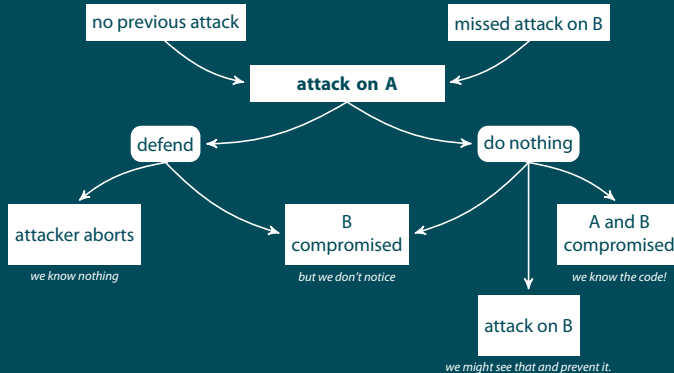 no previous attack
missed attack on B
attack on A
defend
do nothing
attacker aborts
we know nothing
B
compromised
but we don't notice
A and B
compromised
we know the code!
attack on B
we might see that and prevent it.